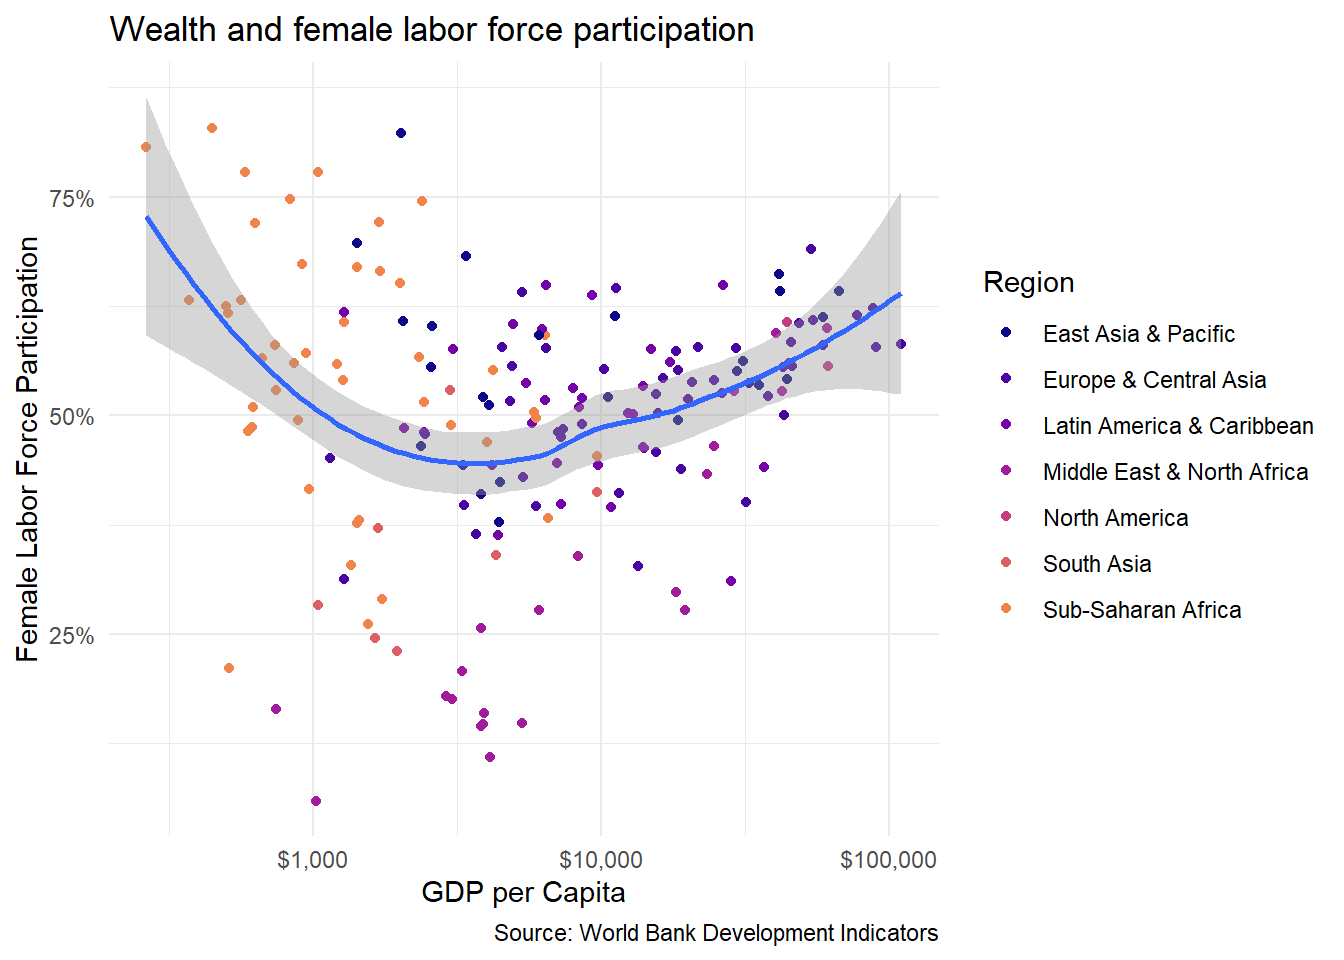 Wealth and female labor force participation
Female Labor Force Participation
75%
50%
25%
$1,000
$10,000
$100,000
GDP per Capita
Source: World Bank Development Indicators
Region
East Asia & Pacific
Europe & Central Asia
Latin America & Caribbean
Middle East & North Africa
North America
South Asia
Sub-Saharan Africa